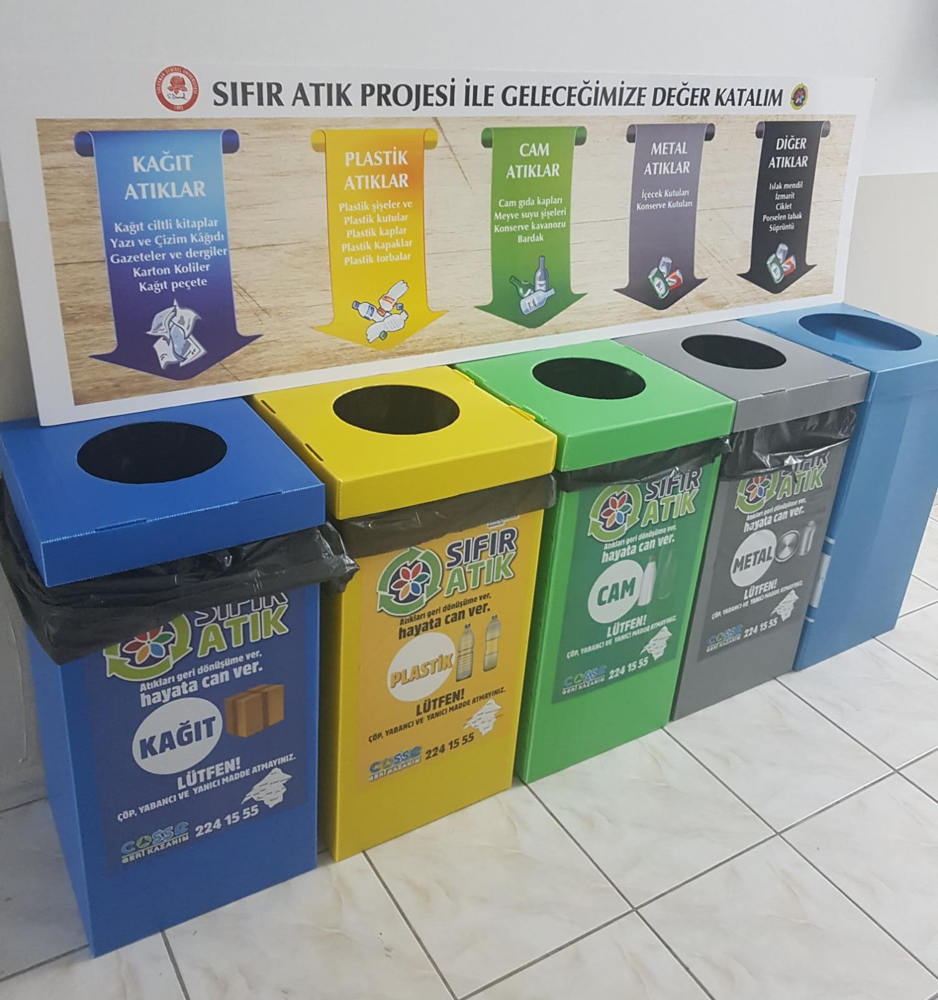 SÜLEYMAN DEMİREL ÜNİVERSİTESİ
1992
SIFIR ATIK PROJESİ İLE GELECEĞİMİZE DEĞER KATALIM
KAĞIT
ATIKLAR
Kağıt ciltli kitaplar
Yazı ve Çizim Kâğıdı
Gazeteler ve dergiler
Karton Koliler
Kağıt peçete
PLASTİK
ATIKLAR
Plastik şişeler ve
Plastik kutular
Plastik kaplar
Plastik Kapaklar
Plastik torbalar
CAM
ATIKLAR
Cam gıda kapları
Meyve suyu şişeleri
Konserve kavanozu
Bardak
METAL
ATIKLAR
İçecek Kutuları
Konserve Kutuları
DİĞER
ATIKLAR
Islak mendil
İzmarit
Ciklet
Porselen tabak
Süprüntü
SIFIR
ATIK
Atıkları geri dönüşüme ver,
hayata can ver.
KAĞIT
LÜTFEN!
ÇÖP, YABANCI VE YANICI MADDE ATMAYINIZ.
COSSE
GERİ KAZANIM
224 15 55
SIFIR
ATIK
Atıkları geri dönüşüme ver,
hayata can ver.
PLASTİK
LÜTFEN!
ÇÖP, YABANCI VE YANICI MADDE ATMAYINIZ.
COSSE
GERİ KAZANIM
224 15 55
SIFIR
ATIK
Atıkları geri dönüşüme ver,
hayata can ver.
CAM
LÜTFEN!
ÇÖP, YABANCI VE YANICI MADDE ATMAYINIZ.
COSSE
GERİ KAZANIM
224 15 55
SIFIR
ATIK
Atıkları geri dönüşüme ver,
hayata can ver.
METAL
LÜTFEN!
ÇÖP, YABANCI VE YANICI MADDE ATMAYINIZ.
COSSE
GERİ KAZANIM
224 15 55